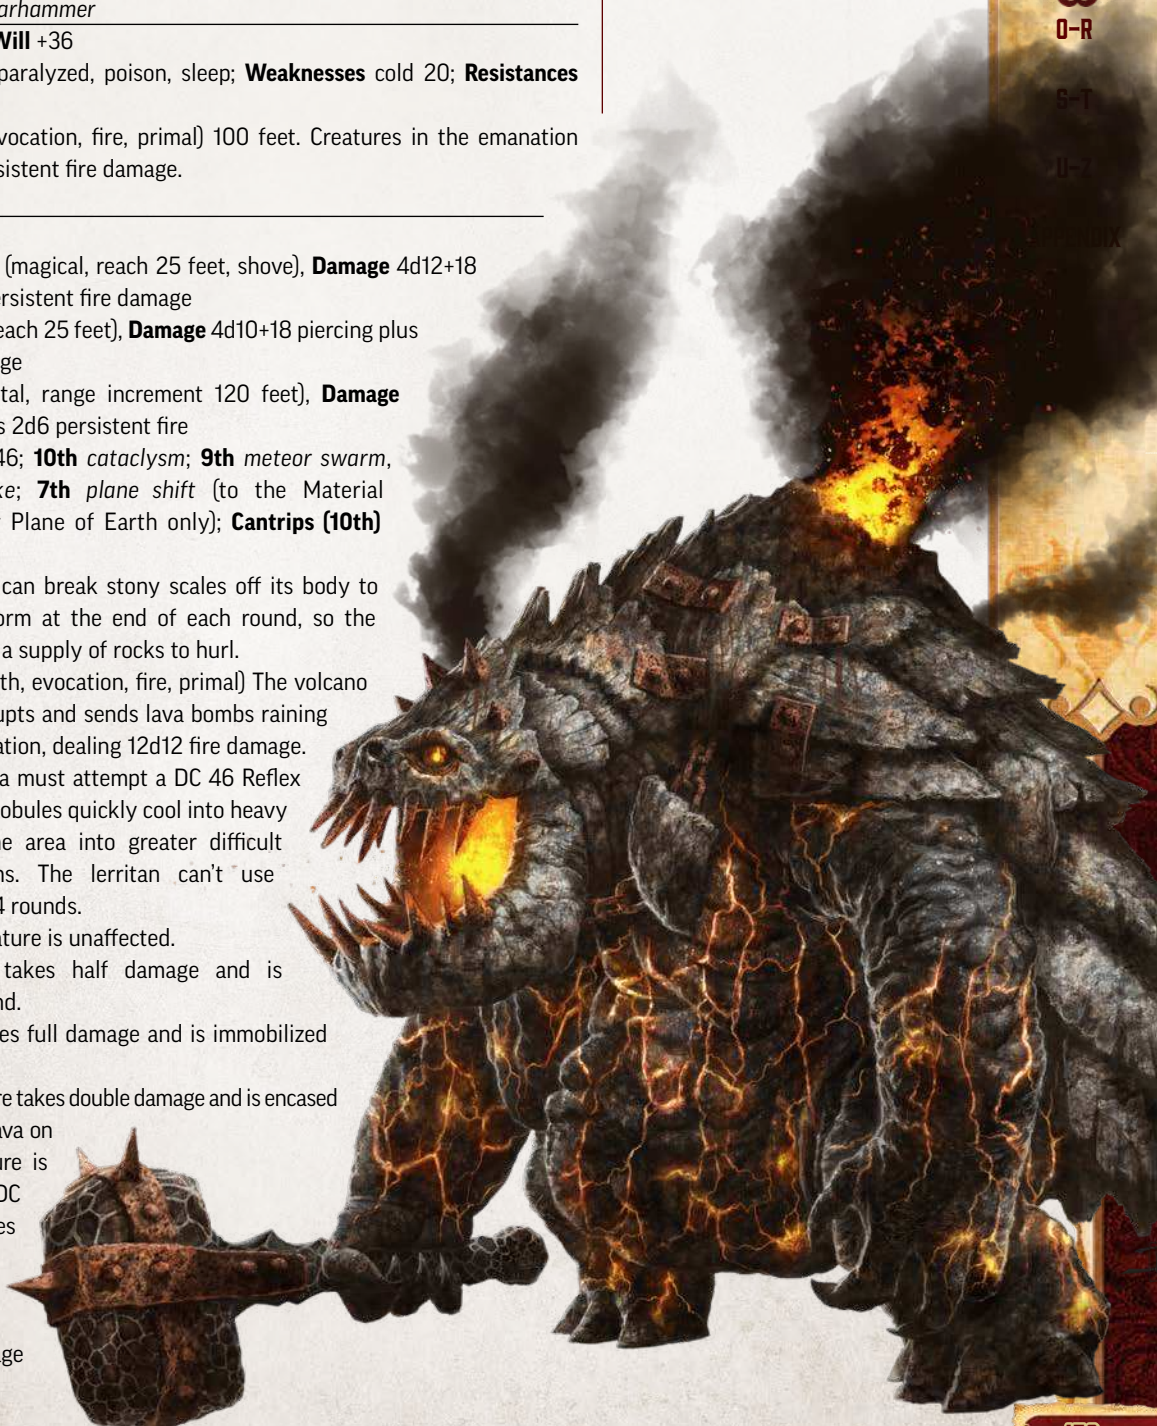 arhammer
Will +36
paralyzed, poison, sleep; Weaknesses cold 20; Resistances
vocation, fire, primal) 100 feet. Creatures in the emanation
sistent fire damage.
(magical, reach 25 feet, shove), Damage 4d12+18
ersistent fire damage
each 25 feet), Damage 4d10+18 piercing plus
ge
tal, range increment 120 feet), Damage
s 2d6 persistent fire
46; 10th cataclysm; 9th meteor swarm,
ke; 7th plane shift (to the Material
Plane of Earth only); Cantrips (10th)
can break stony scales off its body to
orm at the end of each round, so the
a supply of rocks to hurl.
th, evocation, fire, primal) The volcano
upts and sends lava bombs raining
ation, dealing 12d12 fire damage.
a must attempt a DC 46 Reflex
obules quickly cool into heavy
e area into greater difficult
ns. The lerritan can't use
4 rounds.
ature is unaffected.
takes half damage and is
nd.
es full damage and is immobilized
re takes double damage and is encased
ava on
ure is
DC
es
ge
O–R
S–T
U–Z
APPENDIX